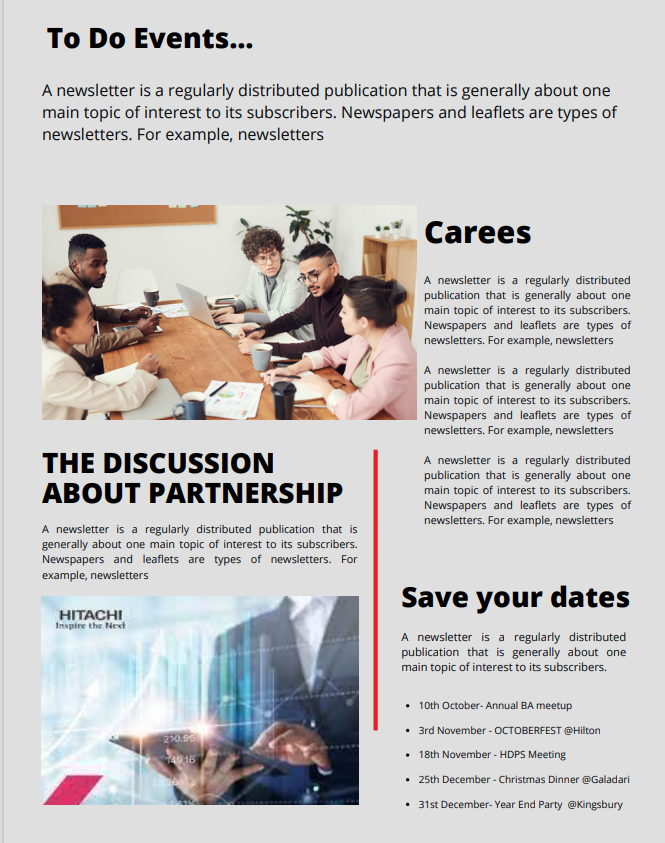 To Do Events...
A newsletter is a regularly distributed publication that is generally about one
main topic of interest to its subscribers. Newspapers and leaflets are types of
newsletters. For example, newsletters
Carees
A newsletter is a regularly distributed
publication that is generally about one
main topic of interest to its subscribers.
Newspapers and leaflets are types of
newsletters. For example, newsletters
A newsletter is a regularly distributed
publication that is generally about one
main topic of interest to its subscribers.
Newspapers and leaflets are types of
newsletters. For example, newsletters
A newsletter is a regularly distributed
publication that is generally about one
main topic of interest to its subscribers.
Newspapers and leaflets are types of
newsletters. For example, newsletters
THE DISCUSSION
ABOUT PARTNERSHIP
A newsletter is a regularly distributed publication that is
generally about one main topic of interest to its subscribers.
Newspapers and leaflets are types of newsletters. For
example, newsletters
HITACHI
Inspire the Next
210.95
149.16
Save your dates
A newsletter is a regularly distributed
publication that is generally about one
main topic of interest to its subscribers.
• 10th October- Annual BA meetup
• 3rd November - OCTOBERFEST @Hilton
• 18th November - HDPS Meeting
• 25th December - Christmas Dinner @Galadari
• 31st December- Year End Party @Kingsbury